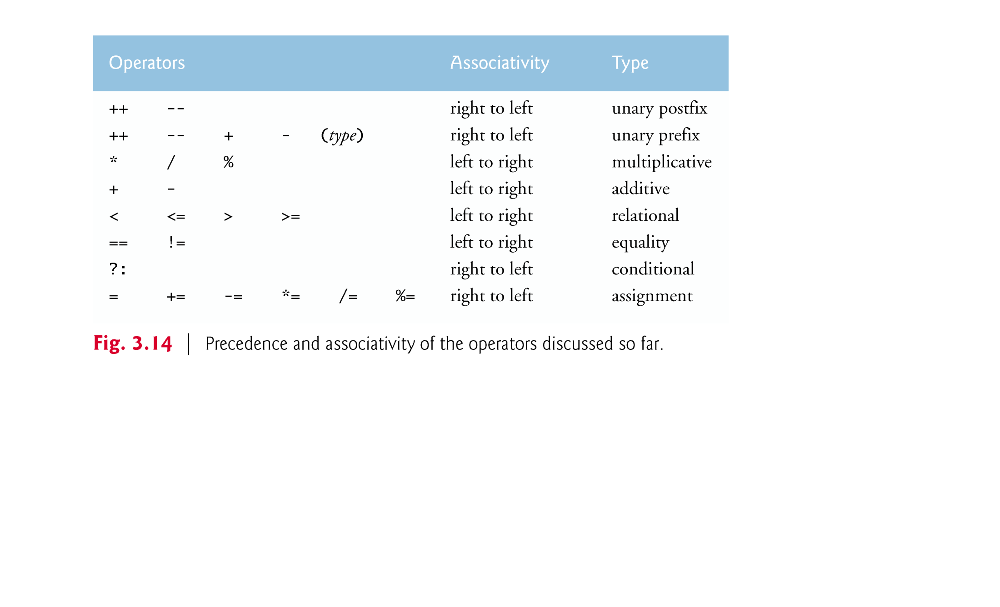 Operators Associativity Type
++ -- right to left unary postfix
++ -- + - (type) right to left unary prefix
* / % left to right multiplicative
+ - left to right additive
< <= > >= left to right relational
== != left to right equality
?: right to left conditional
= += -= *= /= %= right to left assignment
Fig. 3.14 | Precedence and associativity of the operators discussed so far.